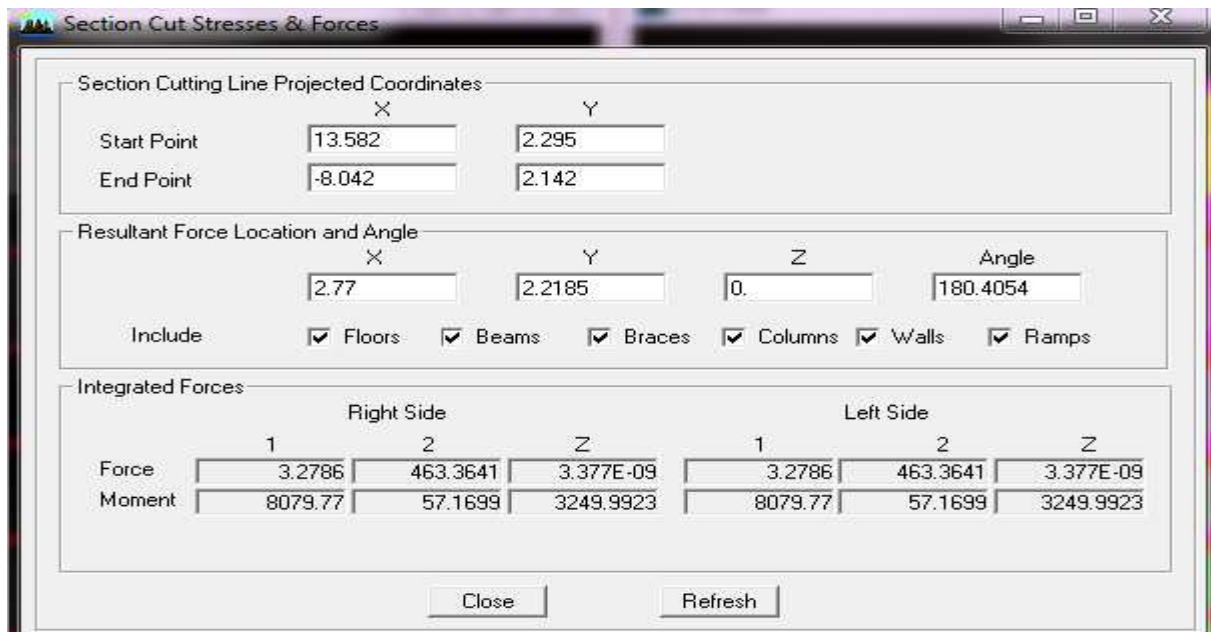 Section Cut Stresses & Forces
Section Cutting Line Projected Coordinates
X Y
Start Point 13.582 2.295
End Point -8.042 2.142
Resultant Force Location and Angle
X Y Z Angle
2.77 2.2185 0. 180.4054
Include Floors Beams Braces Columns Walls Ramps
Integrated Forces
Right Side Left Side
1 2 Z 1 2 Z
Force 3.2786 463.3641 3.377E-09 3.2786 463.3641 3.377E-09
Moment 8079.77 57.1699 3249.9923 8079.77 57.1699 3249.9923
Close Refresh